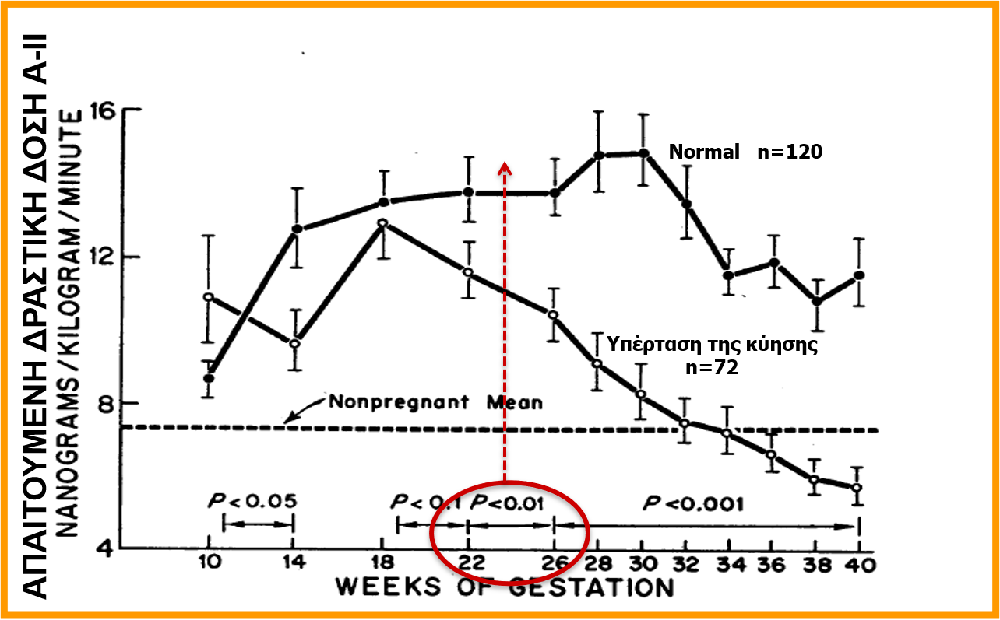 ΑΠΑΙΤΟΥΜΕΝΗ ΔΡΑΣΤΙΚΗ ΔΟΣΗ Α-ΙΙ
NANOGRAMS/KILOGRAM/MINUTE
16
12
8
4
Normal n=120
Υπέρταση της κύησης
n=72
Nonpregnant Mean
P<0.05
P<0.1
P<0.01
P<0.001
10 14 18 22 26 28 30 32 34 36 38 40
WEEKS OF GESTATION